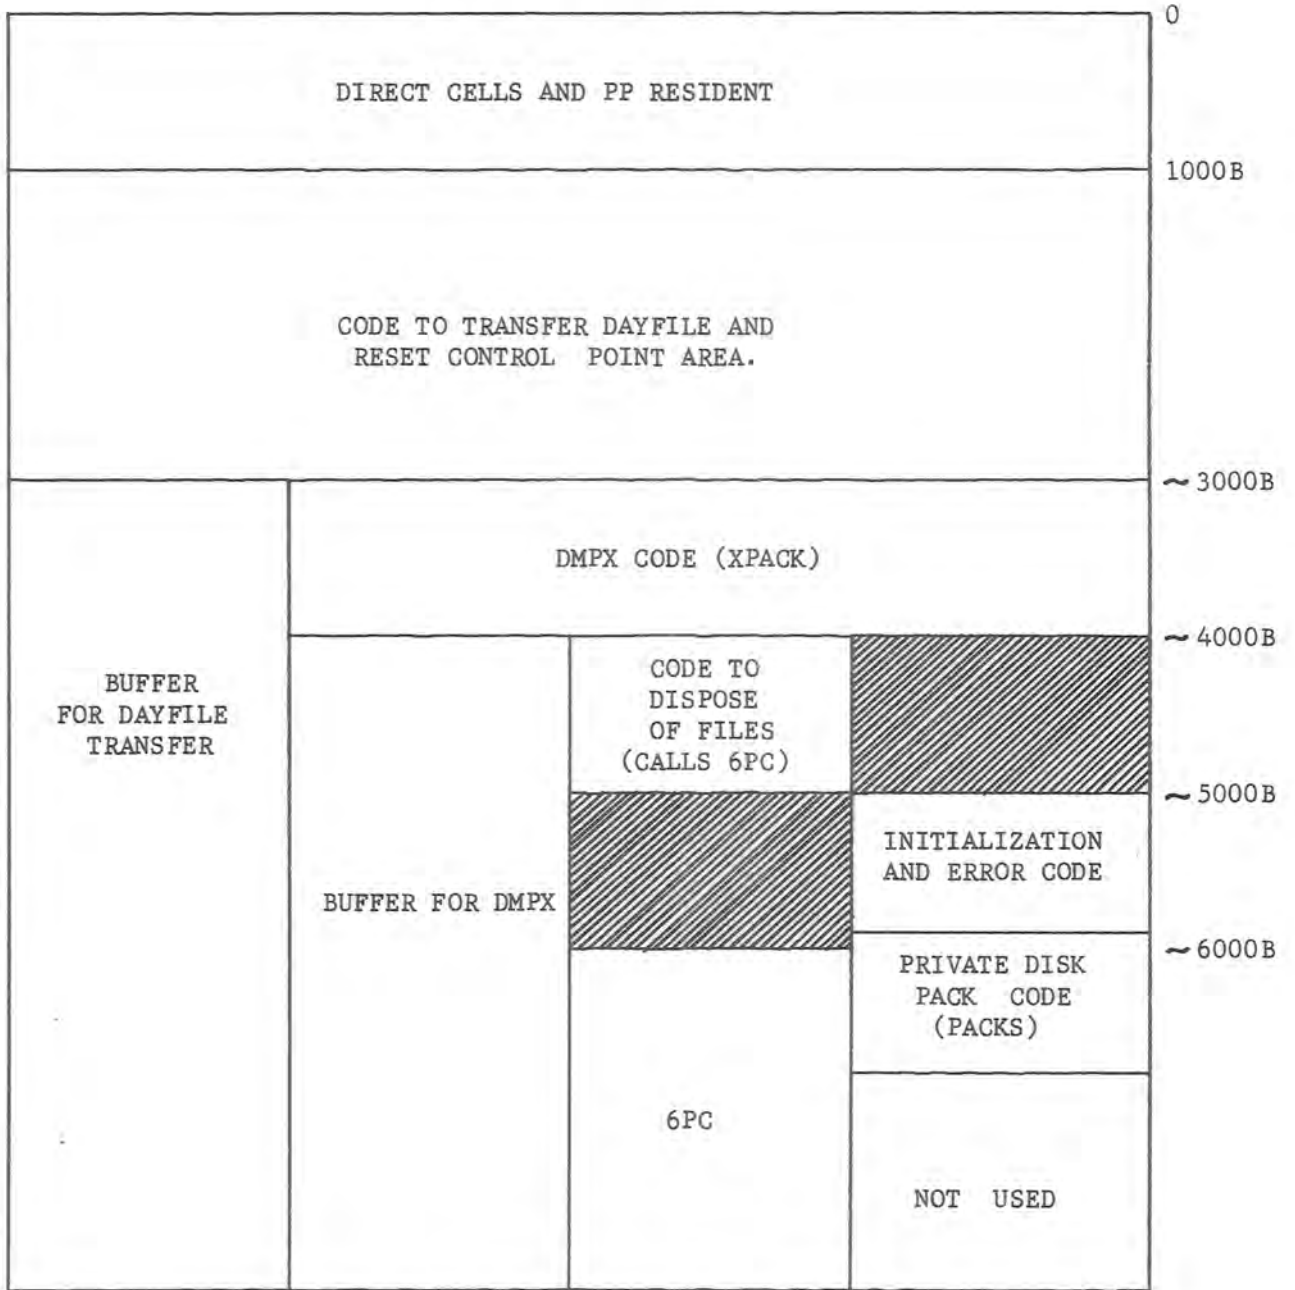 0
DIRECT CELLS AND PP RESIDENT
1000B
CODE TO TRANSFER DAYFILE AND
RESET CONTROL POINT AREA.
~3000B
DMPX CODE (XPACK)
~4000B
BUFFER
FOR DAYFILE
TRANSFER
CODE TO
DISPOSE
OF FILES
(CALLS 6PC)
~5000B
BUFFER FOR DMPX
INITIALIZATION
AND ERROR CODE
~6000B
PRIVATE DISK
PACK CODE
(PACKS)
6PC
NOT USED